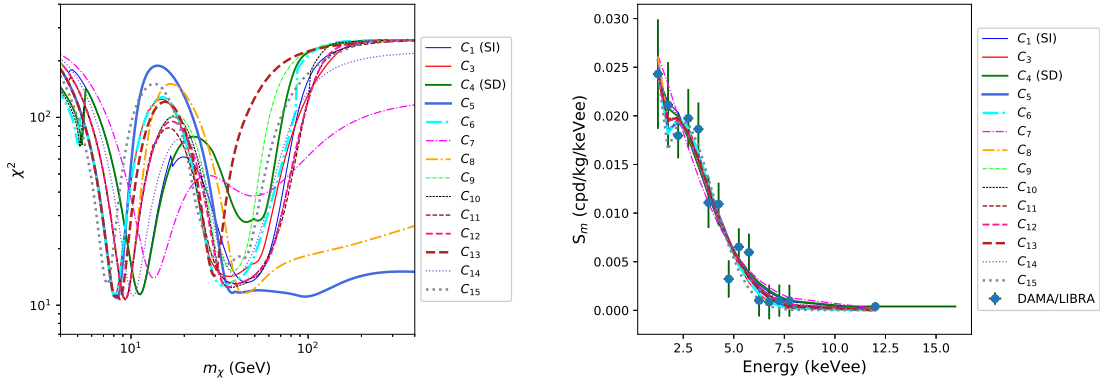 χ²
10²
10¹
10¹
10²
m_χ (GeV)
C₁ (SI)
C₃
C₄ (SD)
C₅
C₆
C₇
C₈
C₉
C₁₀
C₁₁
C₁₂
C₁₃
C₁₄
C₁₅
S_m (cpd/kg/keVee)
0.030
0.025
0.020
0.015
0.010
0.005
0.000
2.5
5.0
7.5
10.0
12.5
15.0
Energy (keVee)
C₁ (SI)
C₃
C₄ (SD)
C₅
C₆
C₇
C₈
C₉
C₁₀
C₁₁
C₁₂
C₁₃
C₁₄
C₁₅
DAMA/LIBRA